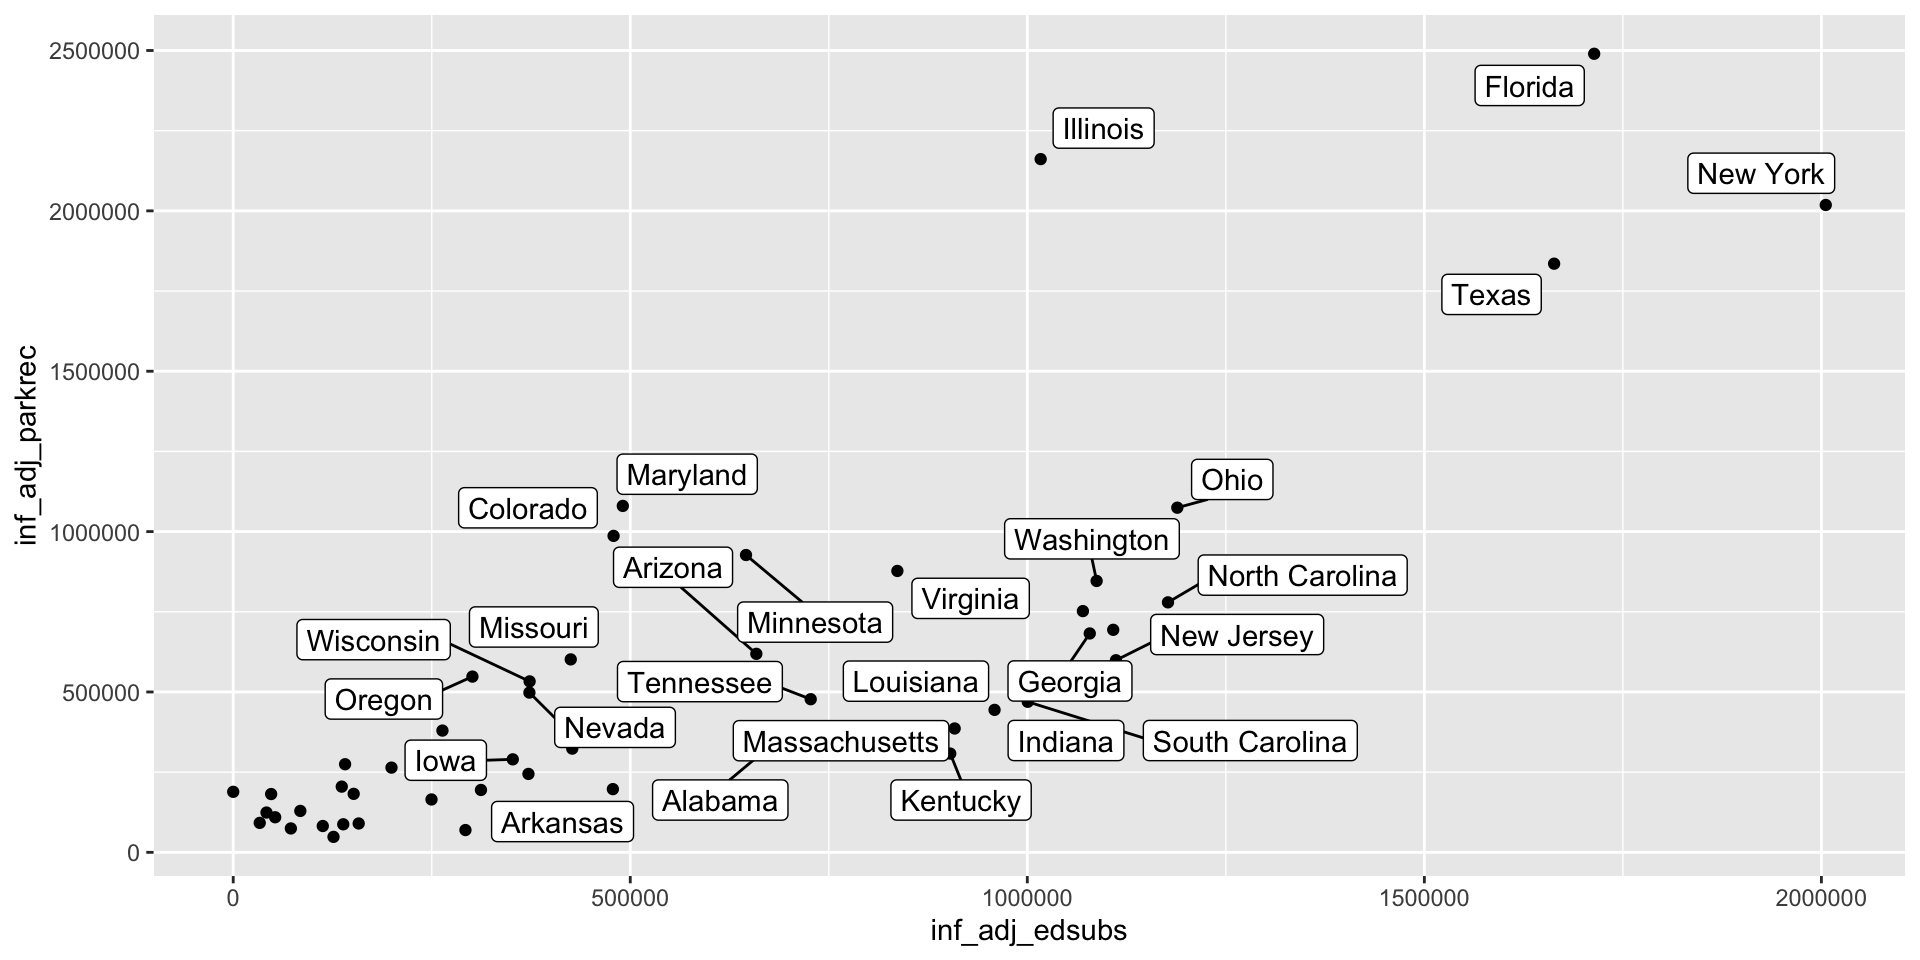 2500000
Florida
Illinois
New York
2000000
Texas
inf_adj_parkrec
1500000
Maryland
Ohio
Colorado
1000000
Washington
Arizona
North Carolina
Virginia
Minnesota
Missouri
New Jersey
Wisconsin
Tennessee
Louisiana
Georgia
500000
Oregon
Nevada
Massachusetts
Indiana
South Carolina
Iowa
Alabama
Kentucky
Arkansas
0
0 500000 1000000 1500000 2000000
inf_adj_edsubs